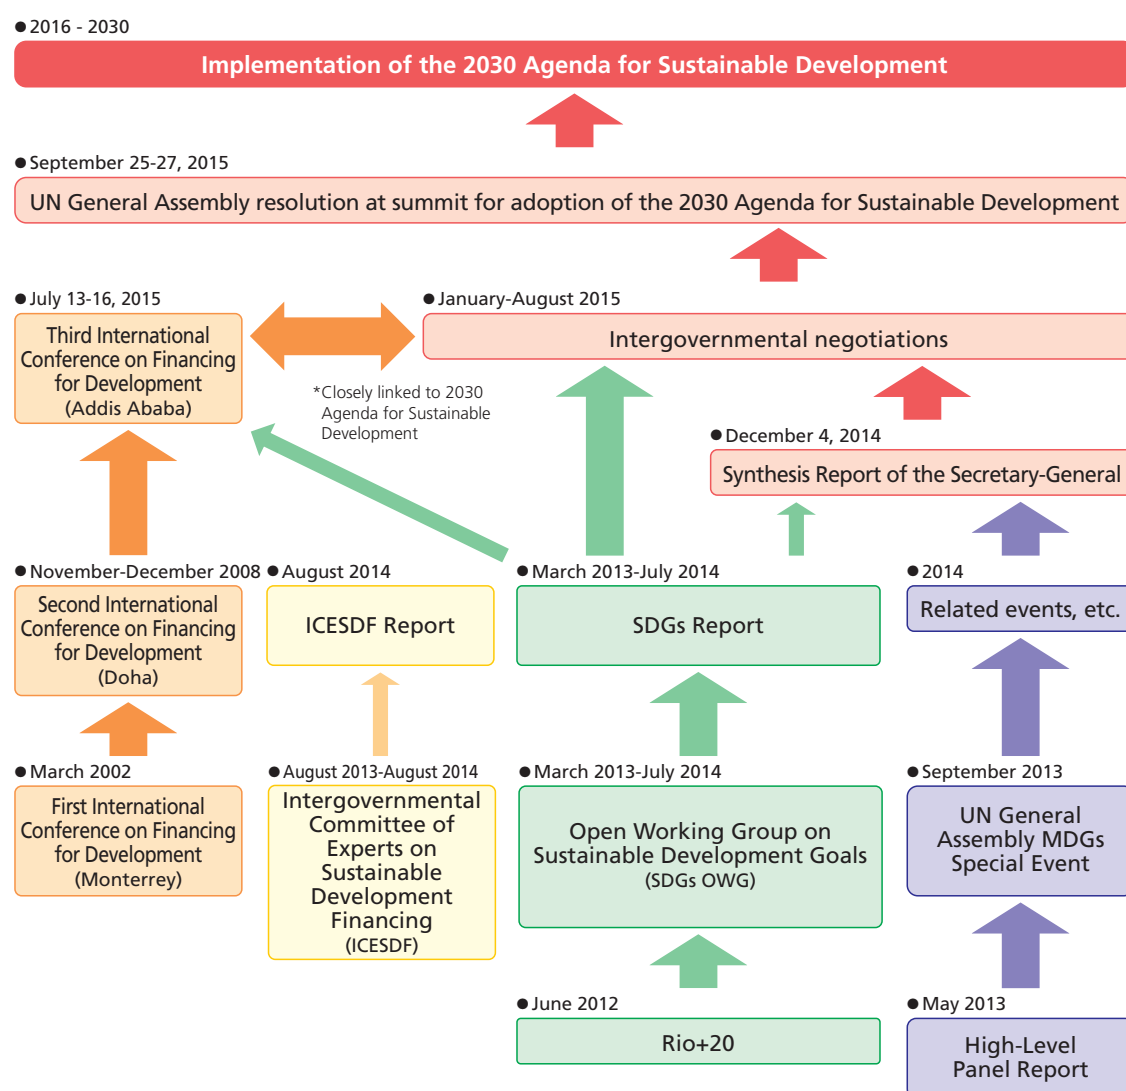 ● 2016 - 2030
Implementation of the 2030 Agenda for Sustainable Development
● September 25-27, 2015
UN General Assembly resolution at summit for adoption of the 2030 Agenda for Sustainable Development
● July 13-16, 2015
Third International
Conference on Financing
for Development
(Addis Ababa)
● January-August 2015
Intergovernmental negotiations
*Closely linked to 2030
Agenda for Sustainable
Development
● December 4, 2014
Synthesis Report of the Secretary-General
● November-December 2008
Second International
Conference on Financing
for Development
(Doha)
● August 2014
ICESDF Report
● March 2013-July 2014
SDGs Report
● 2014
Related events, etc.
● March 2002
First International
Conference on Financing
for Development
(Monterrey)
● August 2013-August 2014
Intergovernmental
Committee of
Experts on
Sustainable
Development
Financing
(ICESDF)
● March 2013-July 2014
Open Working Group on
Sustainable Development Goals
(SDGs OWG)
● September 2013
UN General
Assembly MDGs
Special Event
● June 2012
Rio+20
● May 2013
High-Level
Panel Report